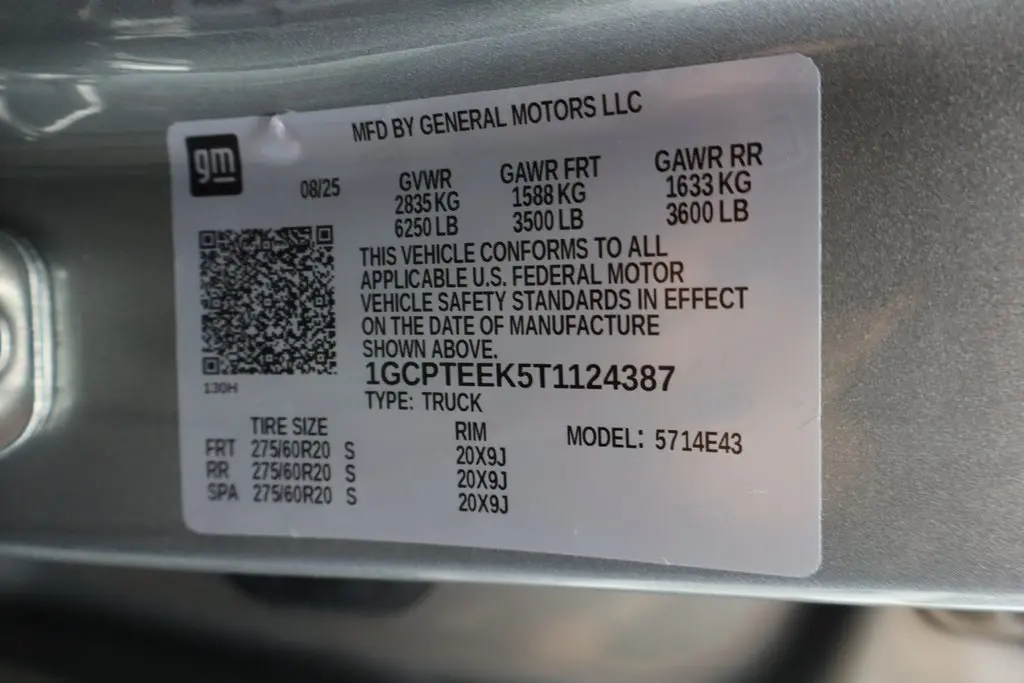 MFD BY GENERAL MOTORS LLC
gm
08/25
GVWR GAWR FRT GAWR RR
2835 KG 1588 KG 1633 KG
6250 LB 3500 LB 3600 LB
THIS VEHICLE CONFORMS TO ALL
APPLICABLE U.S. FEDERAL MOTOR
VEHICLE SAFETY STANDARDS IN EFFECT
ON THE DATE OF MANUFACTURE
SHOWN ABOVE.
1GCPTEEK5T1124387
130H
TYPE: TRUCK
TIRE SIZE RIM MODEL: 5714E43
FRT 275/60R20 S 20X9J
RR 275/60R20 S 20X9J
SPA 275/60R20 S 20X9J